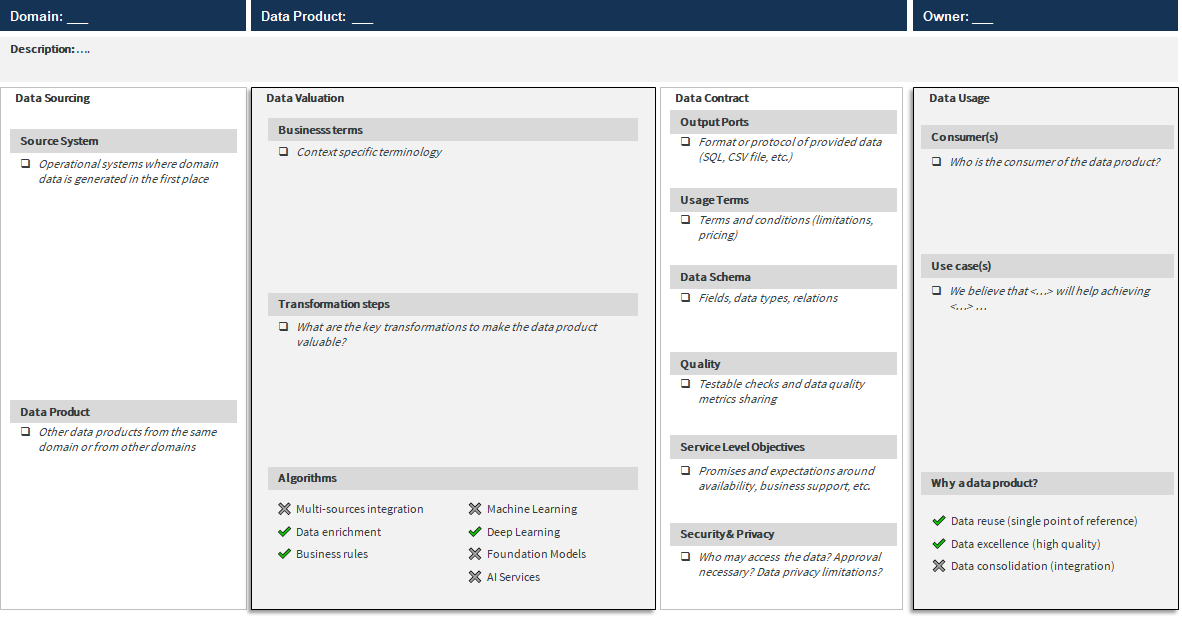 Domain: ___
Data Product: ___
Owner: ___
Description: ....
Data Sourcing
Source System
Operational systems where domain
data is generated in the first place
Data Product
Other data products from the same
domain or from other domains
Data Valuation
Businesss terms
Context specific terminology
Transformation steps
What are the key transformations to make the data product
valuable?
Algorithms
Multi-sources integration
Data enrichment
Business rules
Machine Learning
Deep Learning
Foundation Models
AI Services
Data Contract
Output Ports
Format or protocol of provided data
(SQL, CSV file, etc.)
Usage Terms
Terms and conditions (limitations,
pricing)
Data Schema
Fields, data types, relations
Quality
Testable checks and data quality
metrics sharing
Service Level Objectives
Promises and expectations around
availability, business support, etc.
Security & Privacy
Who may access the data? Approval
necessary? Data privacy limitations?
Data Usage
Consumer(s)
Who is the consumer of the data product?
Use case(s)
We believe that <...> will help achieving
<...> ...
Why a data product?
Data reuse (single point of reference)
Data excellence (high quality)
Data consolidation (integration)